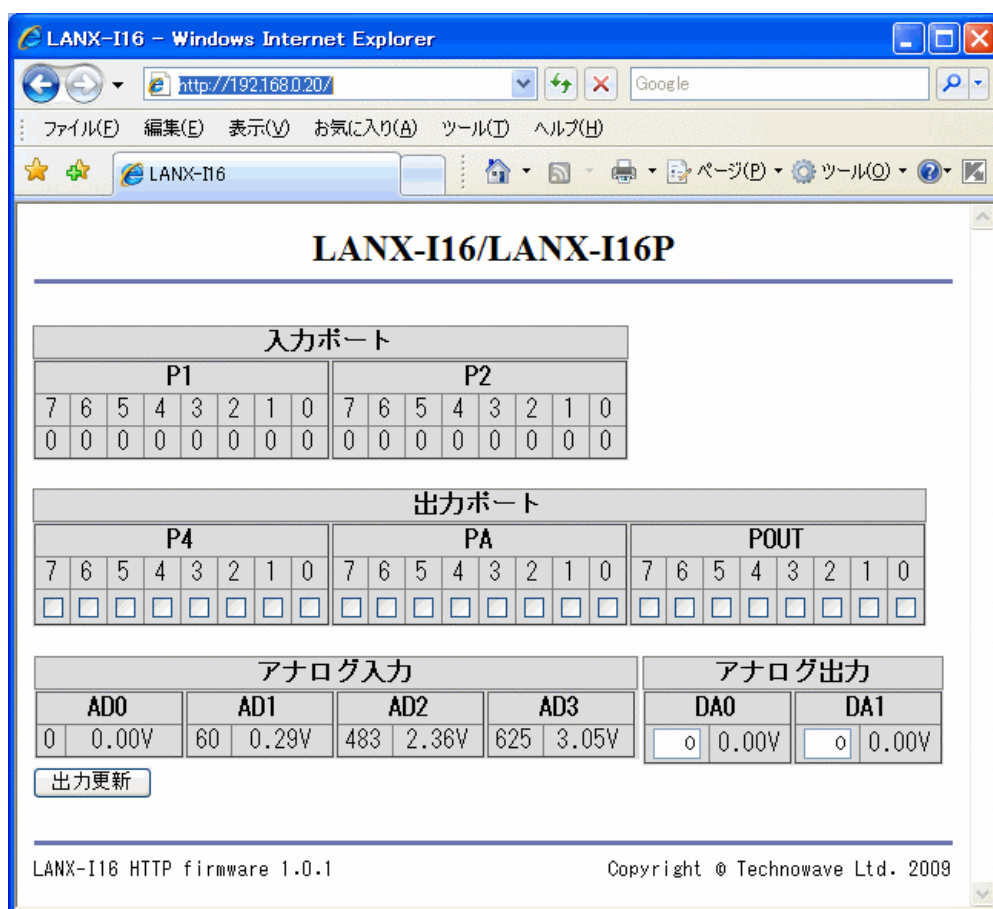 LANX-I16 - Windows Internet Explorer
http://192.168.0.20/
Google
ファイル(F) 編集(E) 表示(V) お気に入り(A) ツール(T) ヘルプ(H)
LANX-I16
ページ(P) ツール(O)
LANX-I16/LANX-I16P
入力ポート
P1 P2
7 6 5 4 3 2 1 0 7 6 5 4 3 2 1 0
0 0 0 0 0 0 0 0 0 0 0 0 0 0 0 0
出力ポート
P4 PA POUT
7 6 5 4 3 2 1 0 7 6 5 4 3 2 1 0 7 6 5 4 3 2 1 0
アナログ入力 アナログ出力
AD0 AD1 AD2 AD3 DA0 DA1
0 0.00V 60 0.29V 483 2.36V 625 3.05V 0 0.00V 0 0.00V
出力更新
LANX-I16 HTTP firmware 1.0.1 Copyright © Technowave Ltd. 2009